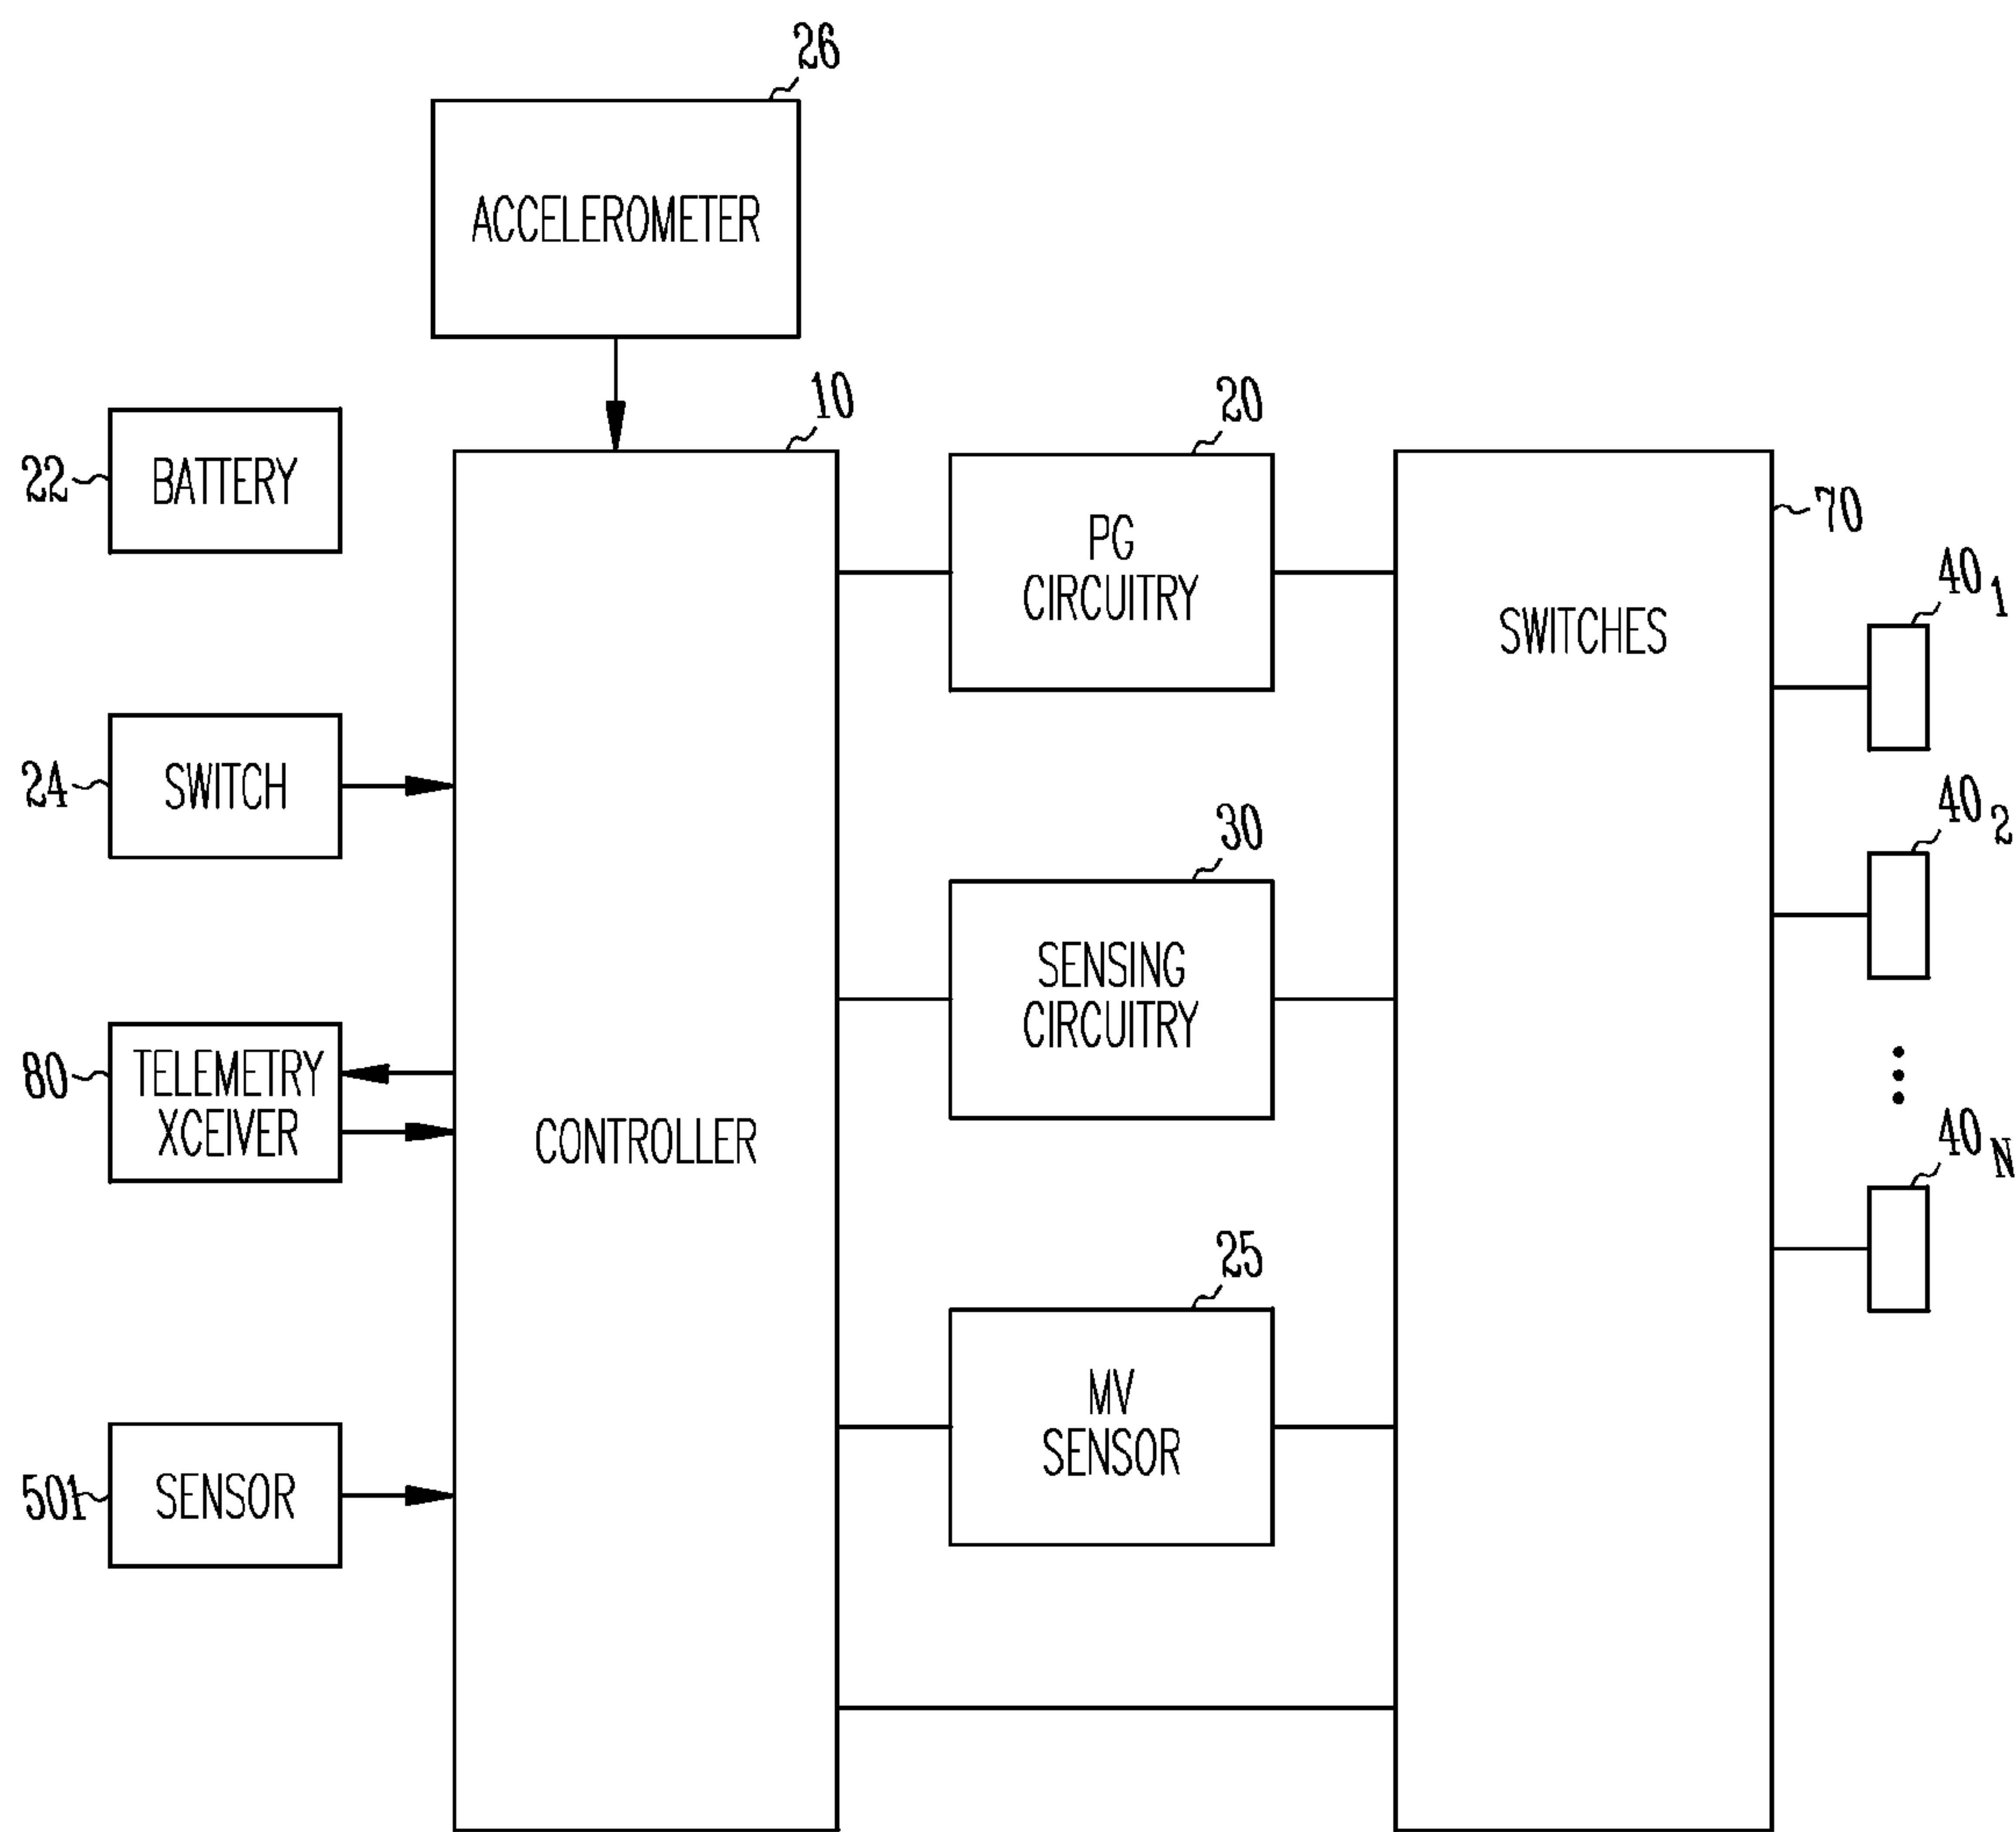 26
ACCELEROMETER
10
20
22
BATTERY
70
PG
CIRCUITRY
SWITCHES
40 1
24
SWITCH
30
40 2
SENSING
CIRCUITRY
80
TELEMETRY
XCEIVER
CONTROLLER
40 N
25
MV
SENSOR
501
SENSOR